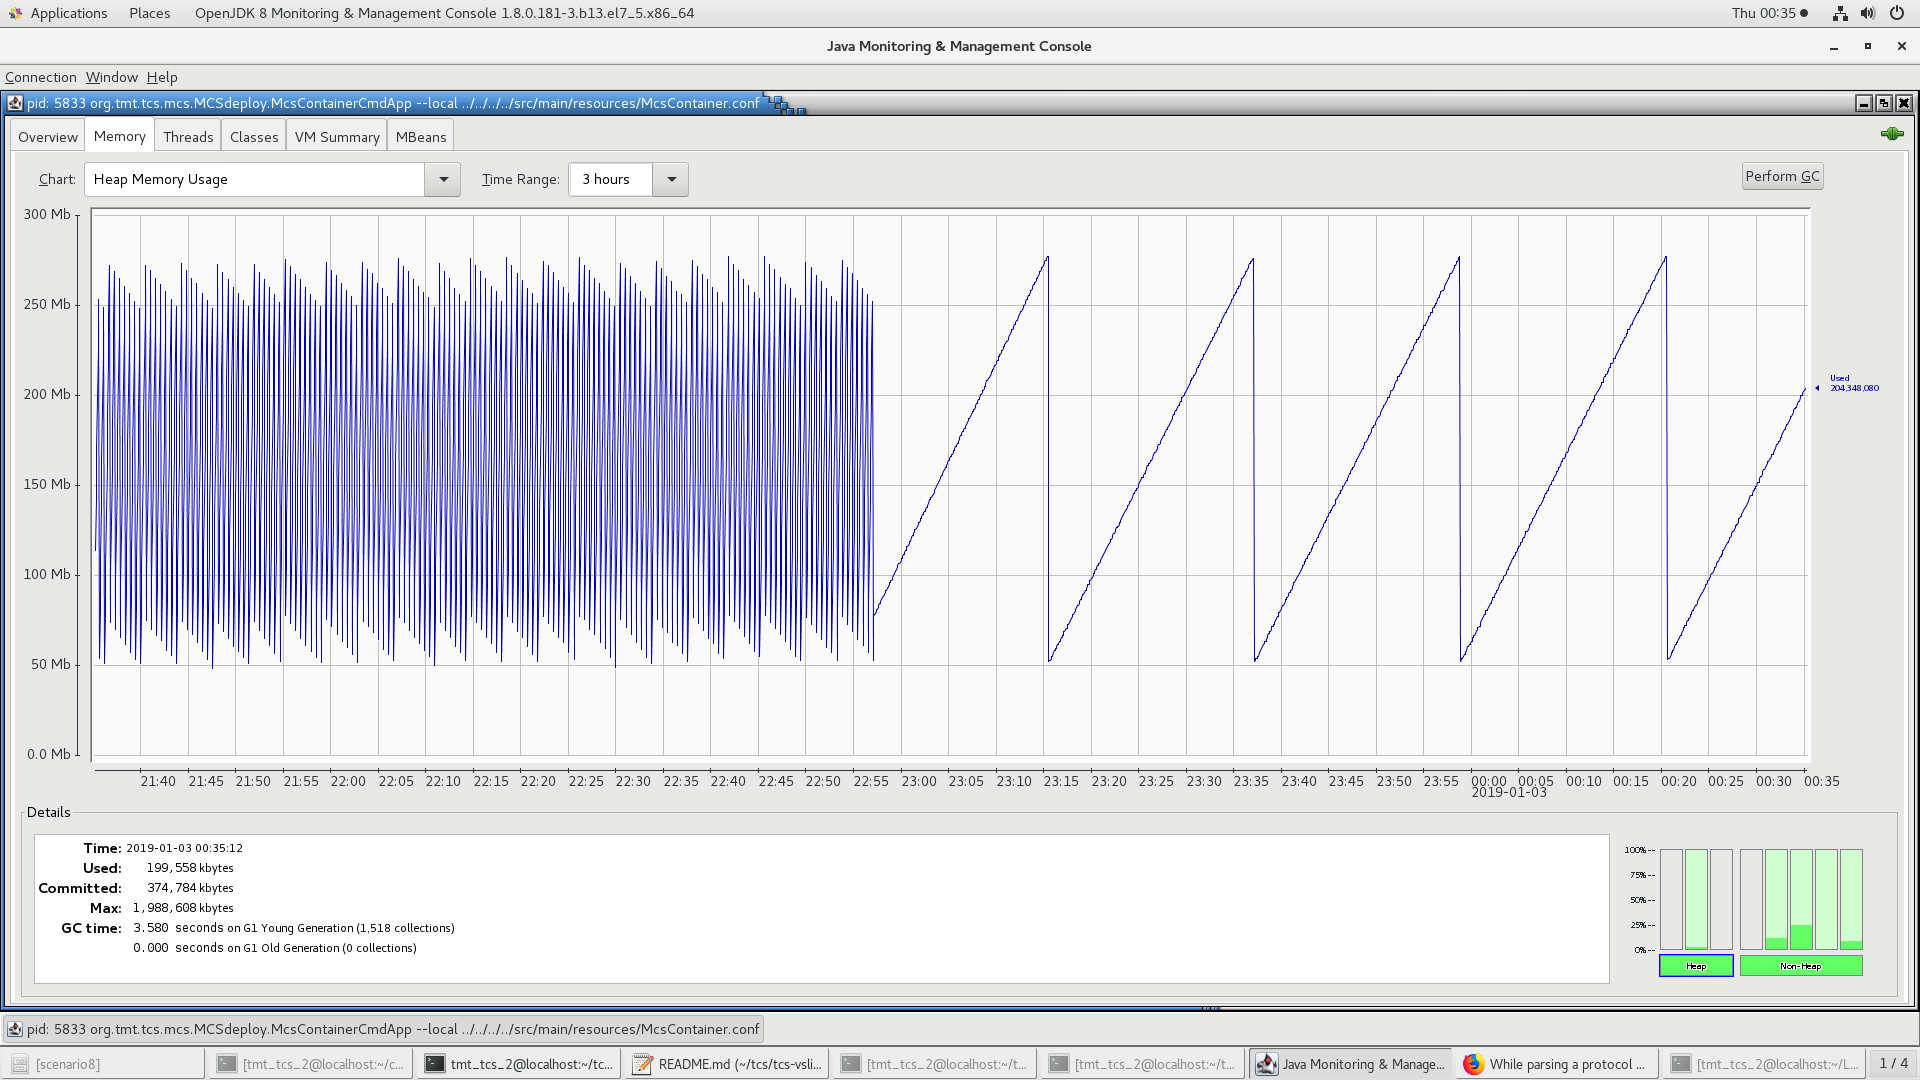 Applications Places OpenJDK 8 Monitoring & Management Console 1.8.0.181-3.b13.el7_5.x86_64 Thu 00:35
Java Monitoring & Management Console
Connection Window Help
pid: 5833 org.tmt.tcs.mcs.MCSdeploy.McsContainerCmdApp --local ../../../../src/main/resources/McsContainer.conf
Overview Memory Threads Classes VM Summary MBeans
Chart: Heap Memory Usage Time Range: 3 hours Perform GC
300 Mb
250 Mb
200 Mb
150 Mb
100 Mb
50 Mb
0.0 Mb
Used
204,348,080
21:40 21:45 21:50 21:55 22:00 22:05 22:10 22:15 22:20 22:25 22:30 22:35 22:40 22:45 22:50 22:55 23:00 23:05 23:10 23:15 23:20 23:25 23:30 23:35 23:40 23:45 23:50 23:55 00:00 00:05 00:10 00:15 00:20 00:25 00:30 00:35
2019-01-03
Details
Time: 2019-01-03 00:35:12
Used: 199,558 kbytes
Committed: 374,784 kbytes
Max: 1,988,608 kbytes
GC time: 3.580 seconds on G1 Young Generation (1,518 collections)
0.000 seconds on G1 Old Generation (0 collections)
100%
75%
50%
25%
0%
Heap Non-Heap
pid: 5833 org.tmt.tcs.mcs.MCSdeploy.McsContainerCmdApp --local ../../../../src/main/resources/McsContainer.conf
[scenario8] [tmt_tcs_2@localhost:~/c... tmt_tcs_2@localhost:~/tc... README.md (~/tcs/tcs-vsli... [tmt_tcs_2@localhost:~/t... [tmt_tcs_2@localhost:~/t... Java Monitoring & Manage... While parsing a protocol ... [tmt_tcs_2@localhost:~/L... 1 / 4